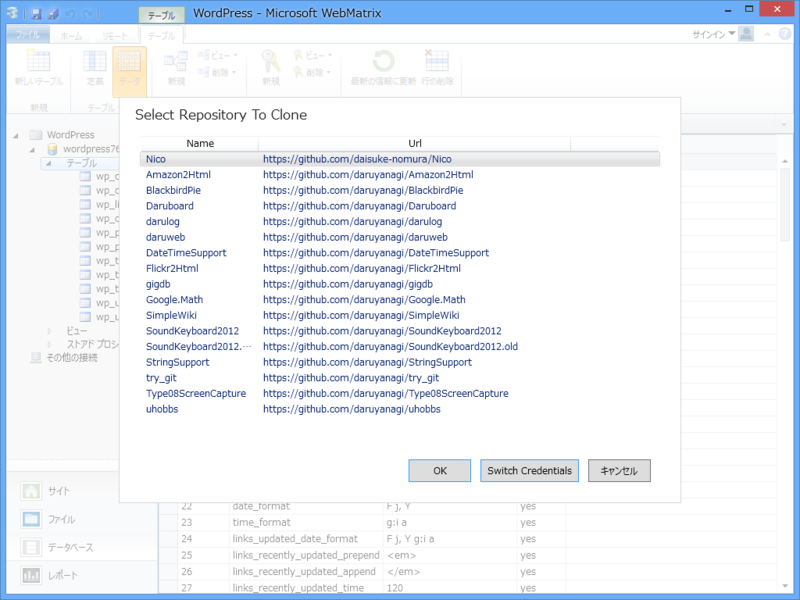 テーブル WordPress - Microsoft WebMatrix
ファイル ホーム リモート テーブル サインイン
新しいテーブル 定義 データ 新規 ビュー 削除 新規 ビュー 削除 最新の情報に更新 行の削除
新規 テーブル
Select Repository To Clone
Name Url
Nico https://github.com/daisuke-nomura/Nico
Amazon2Html https://github.com/daruyanagi/Amazon2Html
BlackbirdPie https://github.com/daruyanagi/BlackbirdPie
Daruboard https://github.com/daruyanagi/Daruboard
darulog https://github.com/daruyanagi/darulog
daruweb https://github.com/daruyanagi/daruweb
DateTimeSupport https://github.com/daruyanagi/DateTimeSupport
Flickr2Html https://github.com/daruyanagi/Flickr2Html
gigdb https://github.com/daruyanagi/gigdb
Google.Math https://github.com/daruyanagi/Google.Math
SimpleWiki https://github.com/daruyanagi/SimpleWiki
SoundKeyboard2012 https://github.com/daruyanagi/SoundKeyboard2012
SoundKeyboard2012.… https://github.com/daruyanagi/SoundKeyboard2012.old
StringSupport https://github.com/daruyanagi/StringSupport
try_git https://github.com/daruyanagi/try_git
Type08ScreenCapture https://github.com/daruyanagi/Type08ScreenCapture
uhobbs https://github.com/daruyanagi/uhobbs
OK Switch Credentials キャンセル
WordPress
wordpress76
テーブル
wp_c
wp_c
wp_li
wp_o
wp_p
wp_p
wp_t
wp_t
wp_t
wp_u
wp_u
ビュー
ストアド プロシ
その他の接続
サイト
ファイル
データベース
レポート
22 date_format F j, Y yes
23 time_format g:i a yes
24 links_updated_date_format F j, Y g:i a yes
25 links_recently_updated_prepend <em> yes
26 links_recently_updated_append </em> yes
27 links_recently_updated_time 120 yes